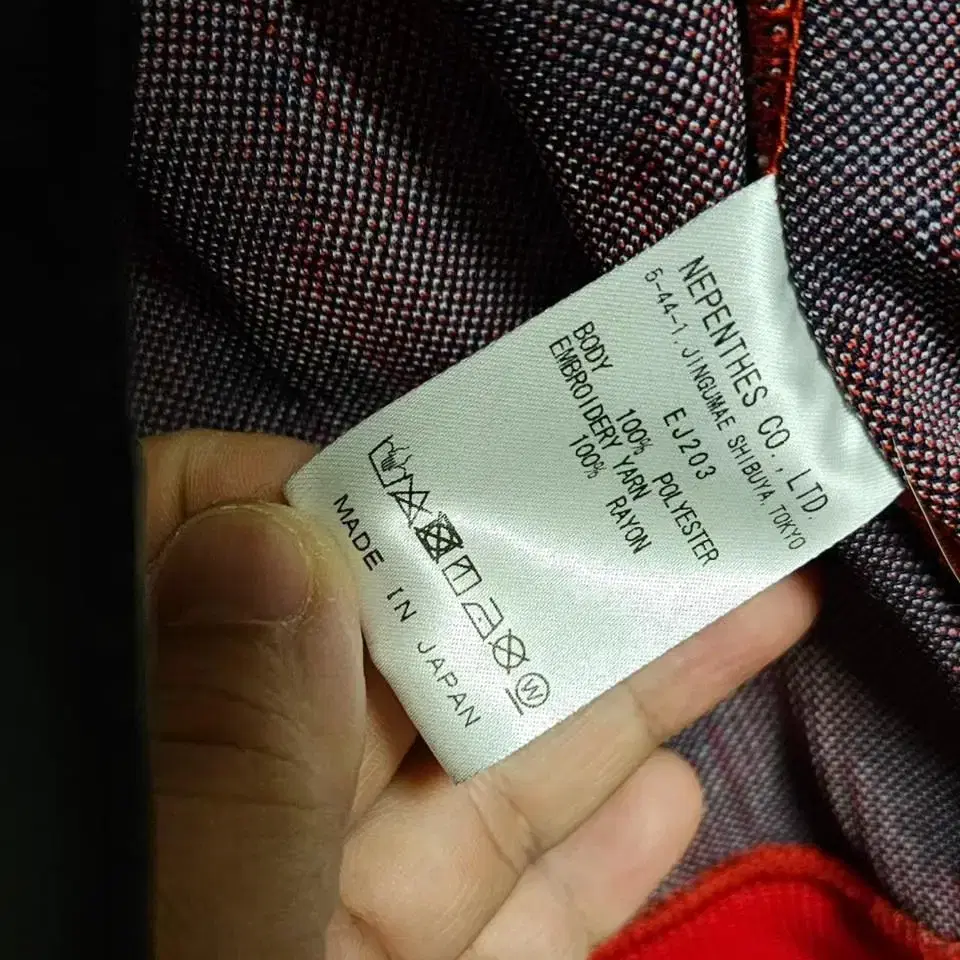 NEPENTHES CO., LTD.
5-44-1, JINGUMAE SHIBUYA, TOKYO
EJ203
BODY
100% POLYESTER
EMBROIDERY YARN
100% RAYON
W
MADE IN JAPAN